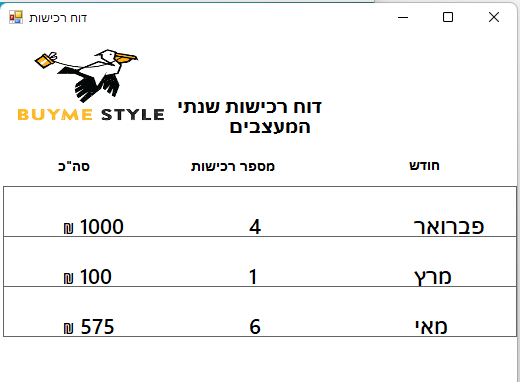 דוח רכישות
BUYME STYLE
דוח רכישות שנתי
המעצבים
חודש מספר רכישות סה"כ
פברואר 4 1000 ₪
מרץ 1 100 ₪
מאי 6 575 ₪